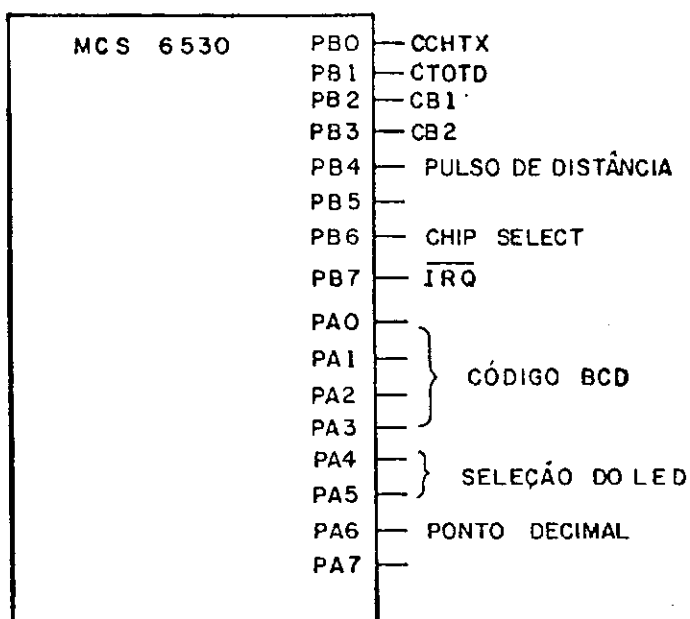 MCS 6530
PB0 CCHTX
PB1 CTOTD
PB2 CB1
PB3 CB2
PB4 PULSO DE DISTÂNCIA
PB5
PB6 CHIP SELECT
PB7 IRQ
PA0
PA1
PA2
PA3
CÓDIGO BCD
PA4
PA5
SELEÇÁO DO LED
PA6 PONTO DECIMAL
PA7